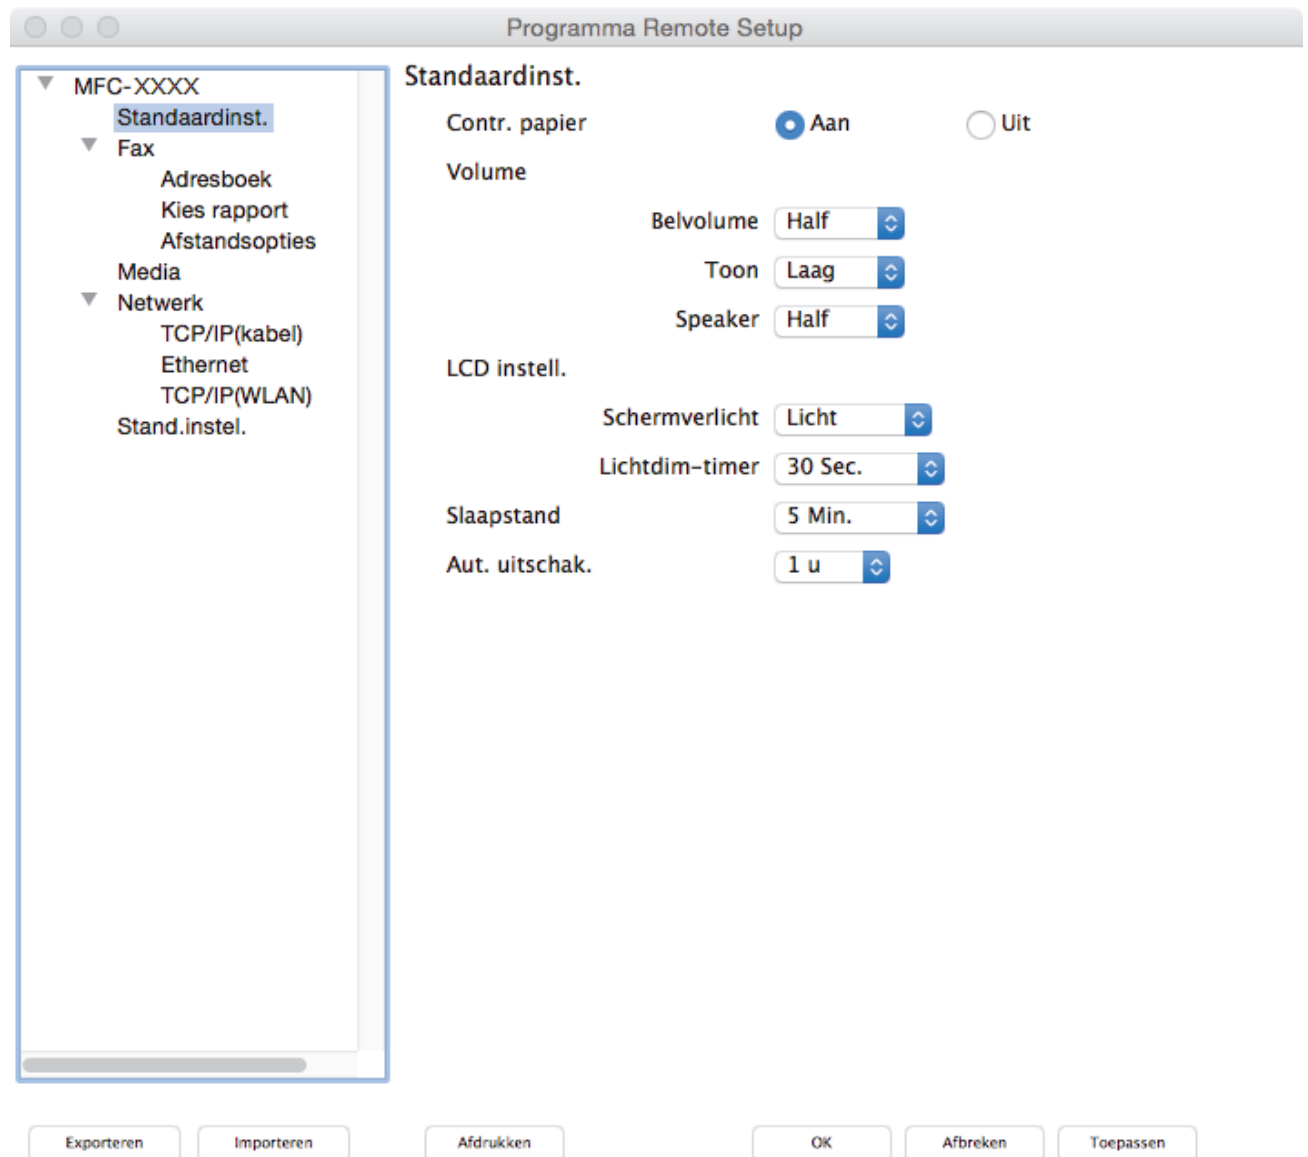 Programma Remote Setup
MFC-XXXX
Standaardinst.
Fax
Adresboek
Kies rapport
Afstandsopties
Media
Netwerk
TCP/IP(kabel)
Ethernet
TCP/IP(WLAN)
Stand.instel.
Standaardinst.
Contr. papier Aan Uit
Volume
Belvolume Half
Toon Laag
Speaker Half
LCD instell.
Schermverlicht Licht
Lichtdim-timer 30 Sec.
Slaapstand 5 Min.
Aut. uitschak. 1 u
Exporteren Importeren Afdrukken OK Afbreken Toepassen